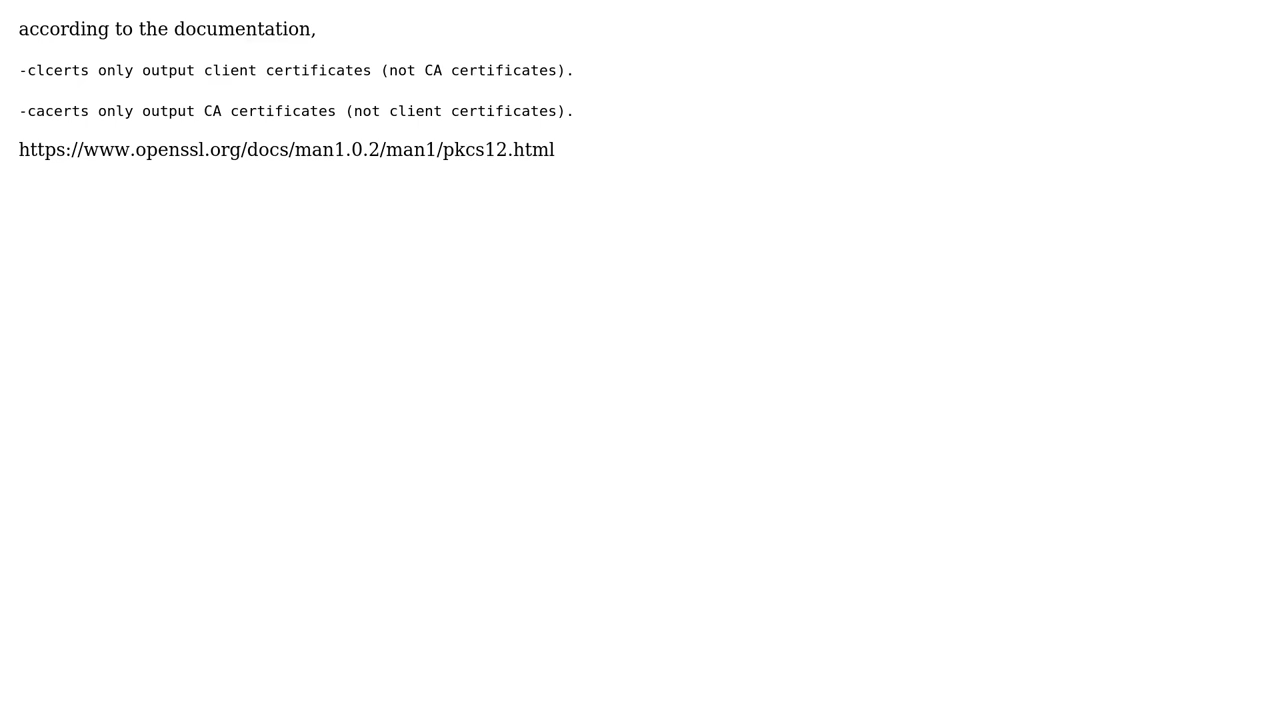 according to the documentation,
-clcerts only output client certificates (not CA certificates).
-cacerts only output CA certificates (not client certificates).
https://www.openssl.org/docs/man1.0.2/man1/pkcs12.html